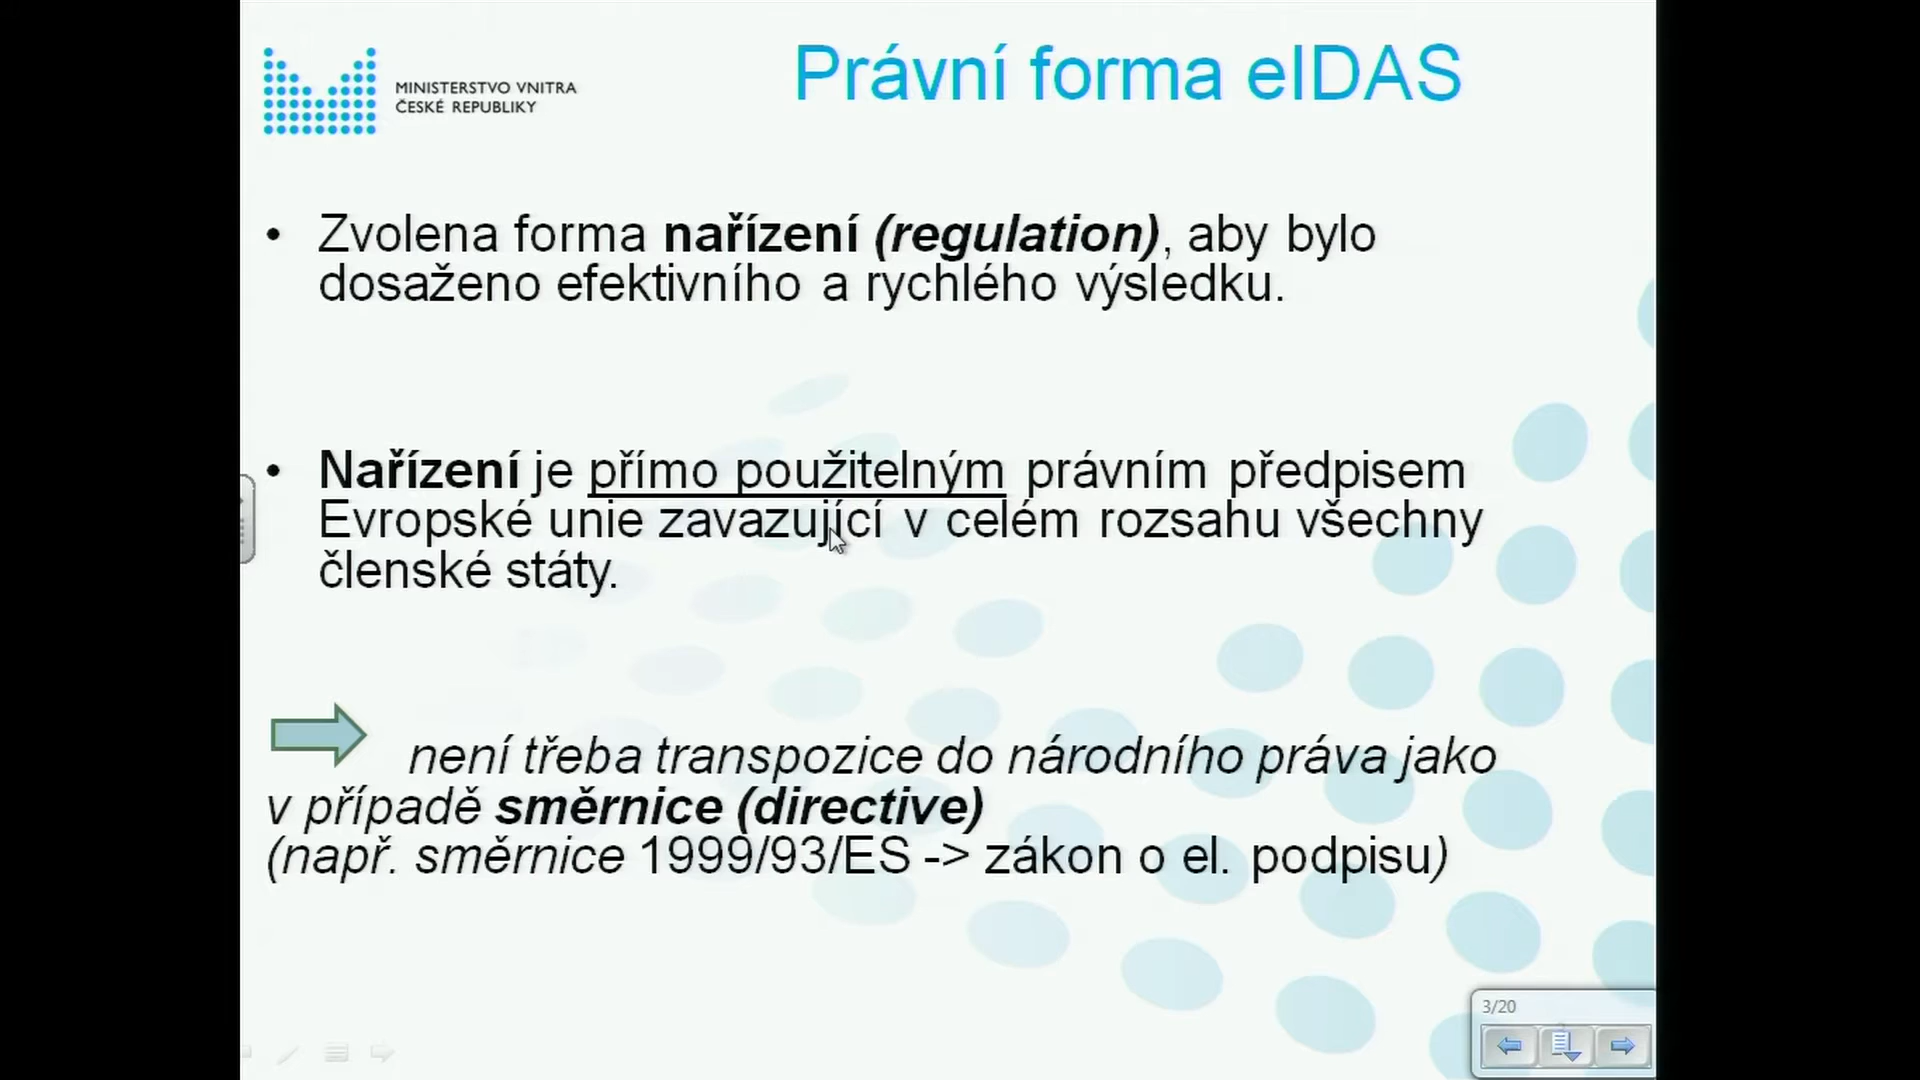 MINISTERSTVO VNITRA
ČESKÉ REPUBLIKY
Právní forma eIDAS
• Zvolena forma nařízení (regulation), aby bylo
dosaženo efektivního a rychlého výsledku.
• Nařízení je přímo použitelným právním předpisem
Evropské unie zavazující v celém rozsahu všechny
členské státy.
není třeba transpozice do národního práva jako
v případě směrnice (directive)
(např. směrnice 1999/93/ES -> zákon o el. podpisu)
3/20